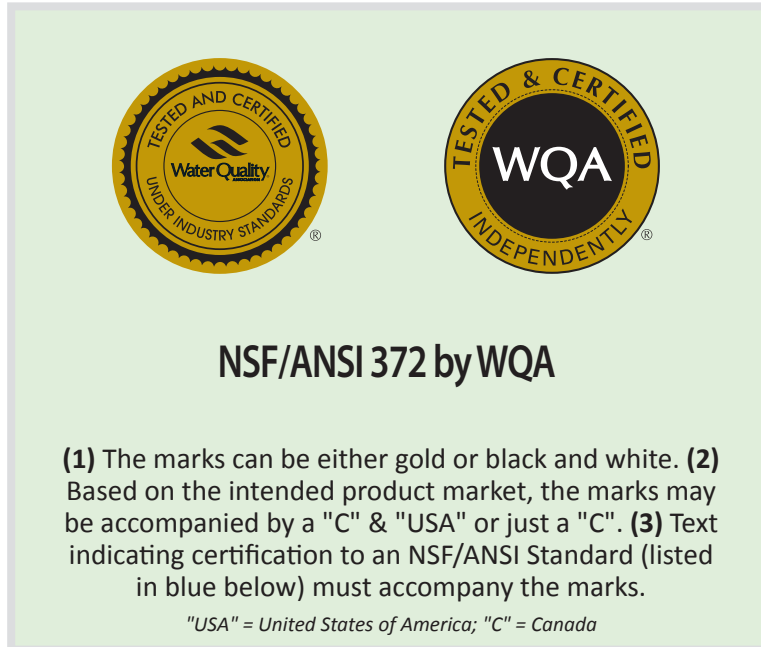 TESTED AND CERTIFIED
Water Quality
ASSOCIATION
UNDER INDUSTRY STANDARDS
®
TESTED & CERTIFIED
WQA
INDEPENDENTLY
®
NSF/ANSI 372 by WQA
(1) The marks can be either gold or black and white. (2)
Based on the intended product market, the marks may
be accompanied by a "C" & "USA" or just a "C". (3) Text
indicating certification to an NSF/ANSI Standard (listed
in blue below) must accompany the marks.
"USA" = United States of America; "C" = Canada